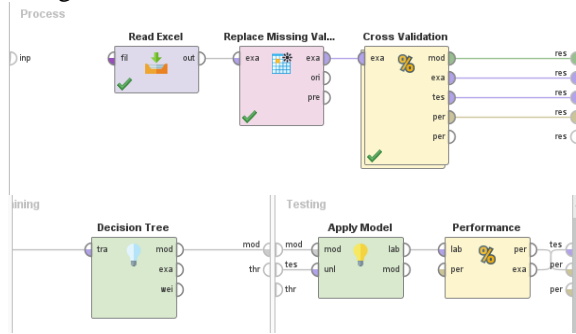 Process
Read Excel
Replace Missing Val...
Cross Validation
inp
fil
out
exa
exa
ori
pre
exa
mod
exa
tes
per
per
res
res
res
res
res
ining
Decision Tree
tra
mod
exa
wei
mod
thr
Testing
Apply Model
Performance
mod
tes
thr
mod
unl
lab
mod
lab
per
per
exa
tes
per
per